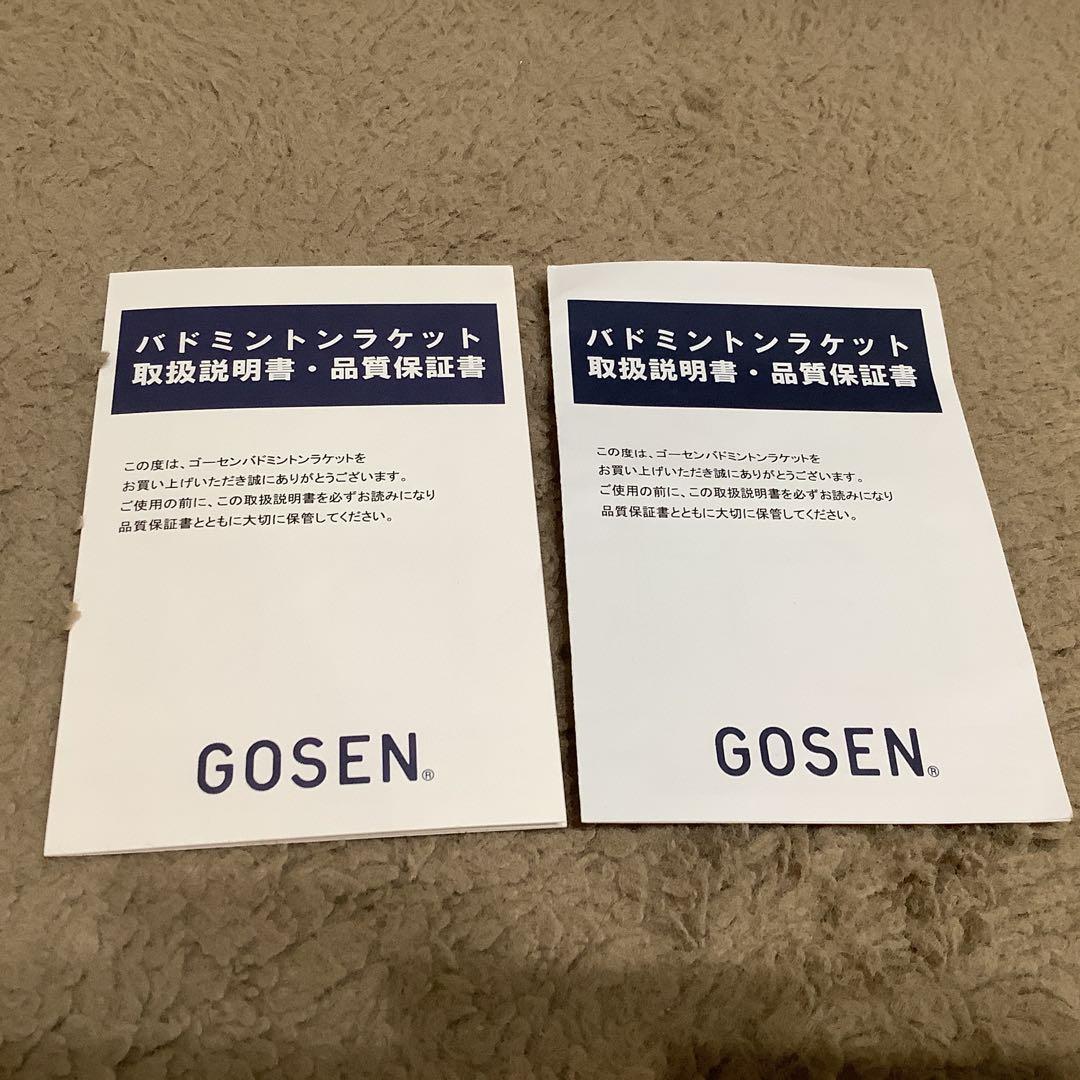 バドミントンラケット
取扱説明書・品質保証書
この度は、ゴーセンバドミントンラケットを
お買い上げいただき誠にありがとうございます。
ご使用の前に、この取扱説明書を必ずお読みになり
品質保証書とともに大切に保管してください。
GOSEN®
バドミントンラケット
取扱説明書・品質保証書
この度は、ゴーセンバドミントンラケットを
お買い上げいただき誠にありがとうございます。
ご使用の前に、この取扱説明書を必ずお読みになり
品質保証書とともに大切に保管してください。
GOSEN®